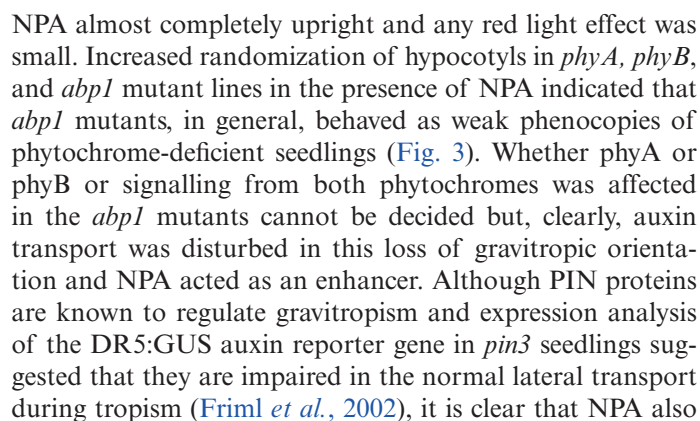 NPA almost completely upright and any red light effect was
small. Increased randomization of hypocotyls in phyA, phyB,
and abp1 mutant lines in the presence of NPA indicated that
abp1 mutants, in general, behaved as weak phenocopies of
phytochrome-deficient seedlings (Fig. 3). Whether phyA or
phyB or signalling from both phytochromes was affected
in the abp1 mutants cannot be decided but, clearly, auxin
transport was disturbed in this loss of gravitropic orienta-
tion and NPA acted as an enhancer. Although PIN proteins
are known to regulate gravitropism and expression analysis
of the DR5:GUS auxin reporter gene in pin3 seedlings sug-
gested that they are impaired in the normal lateral transport
during tropism (Friml et al., 2002), it is clear that NPA also